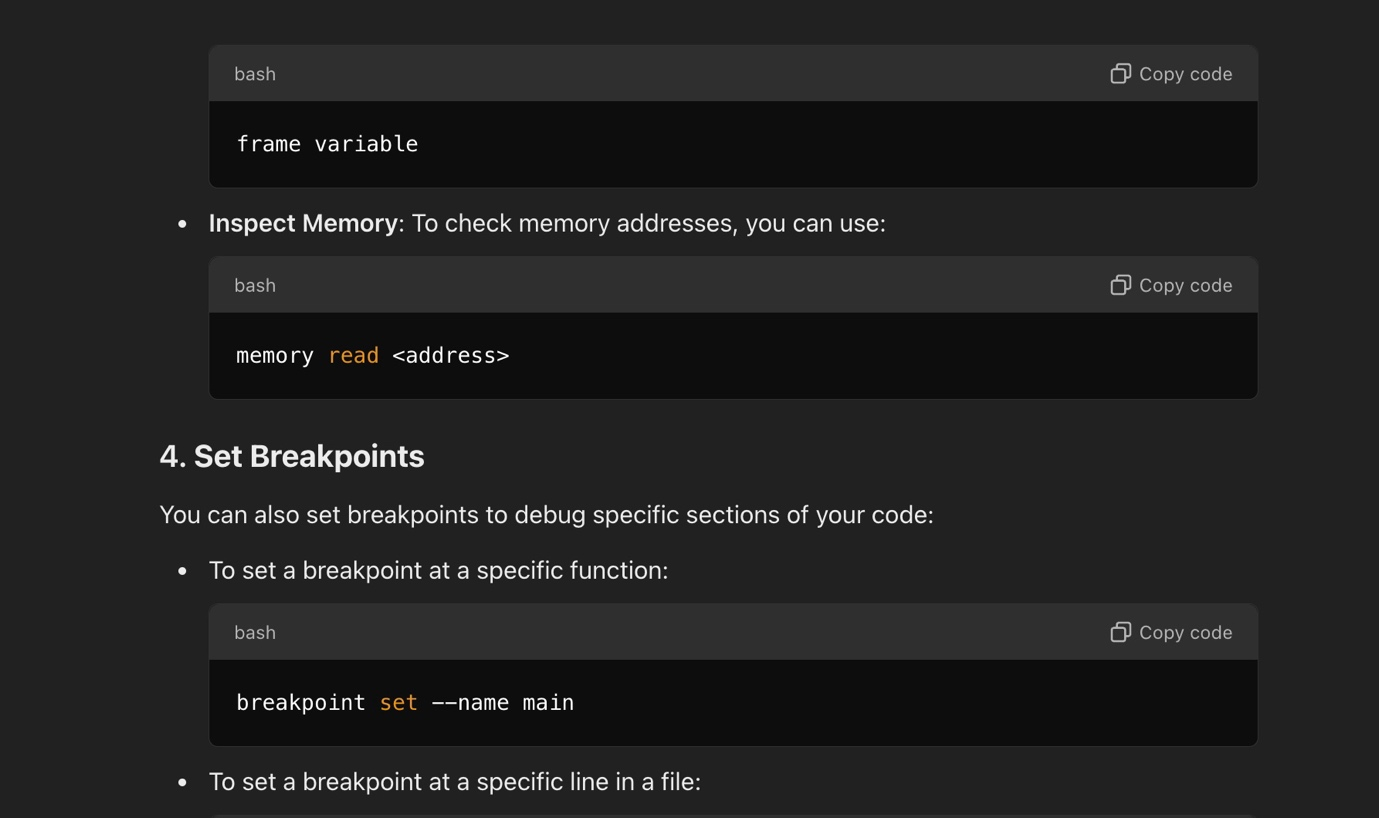 bash
Copy code
frame variable
• Inspect Memory: To check memory addresses, you can use:
bash
Copy code
memory read <address>
4. Set Breakpoints
You can also set breakpoints to debug specific sections of your code:
• To set a breakpoint at a specific function:
bash
Copy code
breakpoint set --name main
• To set a breakpoint at a specific line in a file: